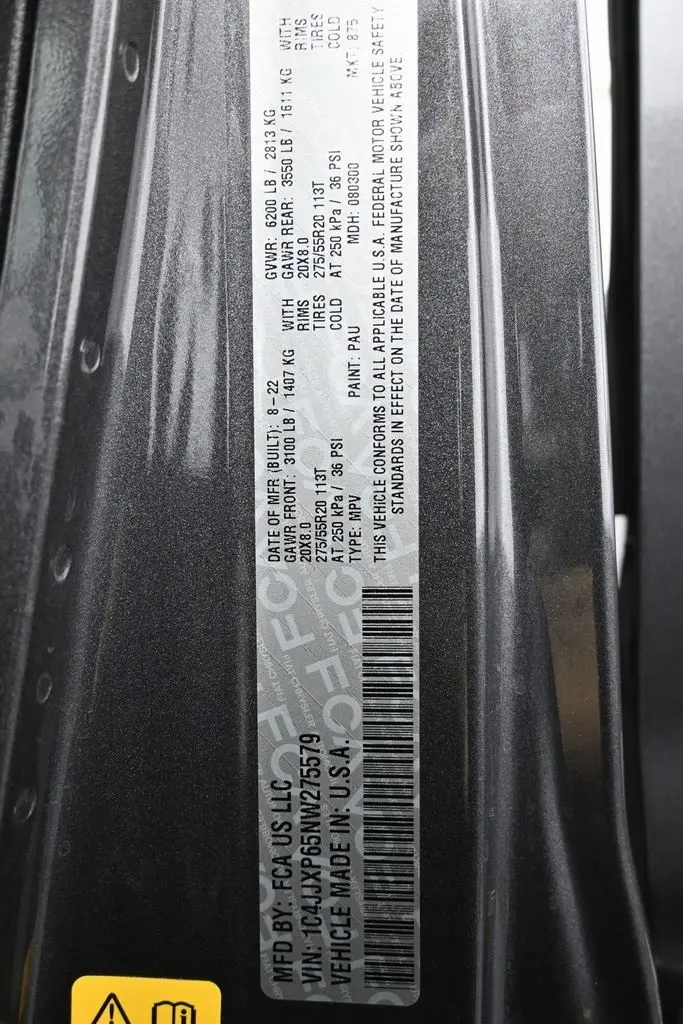 MFD BY: FCA US LLC
VIN: 1C4JJXP65NW275579
VEHICLE MADE IN: U.S.A.
DATE OF MFR (BUILT): 8-22 GVWR: 6200 LB / 2813 KG
GAWR FRONT: 3100 LB / 1407 KG WITH GAWR REAR: 3550 LB / 1611 KG WITH
20X8.0 RIMS 20X8.0 RIMS
275/55R20 113T TIRES 275/55R20 113T TIRES
AT 250 kPa / 36 PSI COLD AT 250 kPa / 36 PSI COLD
TYPE: MPV PAINT: PAU MDH: 080300 MKT: 875
THIS VEHICLE CONFORMS TO ALL APPLICABLE U.S.A. FEDERAL MOTOR VEHICLE SAFETY
STANDARDS IN EFFECT ON THE DATE OF MANUFACTURE SHOWN ABOVE.